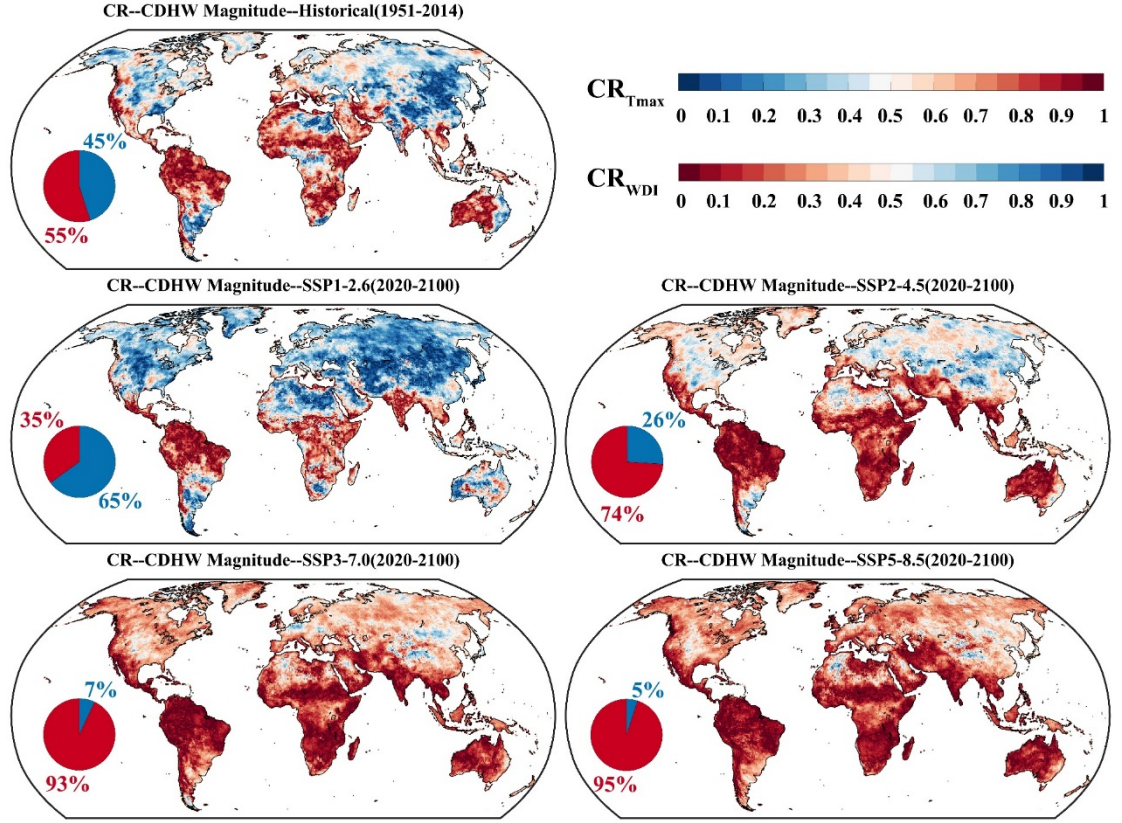 CR--CDHW Magnitude--Historical(1951-2014)
45%
55%
CR Tmax
0 0.1 0.2 0.3 0.4 0.5 0.6 0.7 0.8 0.9 1
CR WDI
0 0.1 0.2 0.3 0.4 0.5 0.6 0.7 0.8 0.9 1
CR--CDHW Magnitude--SSP1-2.6(2020-2100)
35%
65%
CR--CDHW Magnitude--SSP2-4.5(2020-2100)
26%
74%
CR--CDHW Magnitude--SSP3-7.0(2020-2100)
7%
93%
CR--CDHW Magnitude--SSP5-8.5(2020-2100)
5%
95%